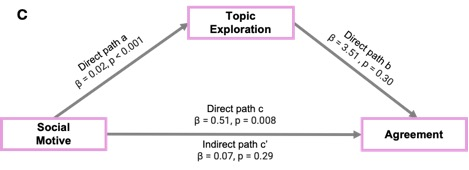 C
Topic
Exploration
Direct path a
β = 0.02, p < 0.001
Direct path b
β = 3.51, p = 0.30
Direct path c
β = 0.51, p = 0.008
Social
Motive
Agreement
Indirect path c'
β = 0.07, p = 0.29